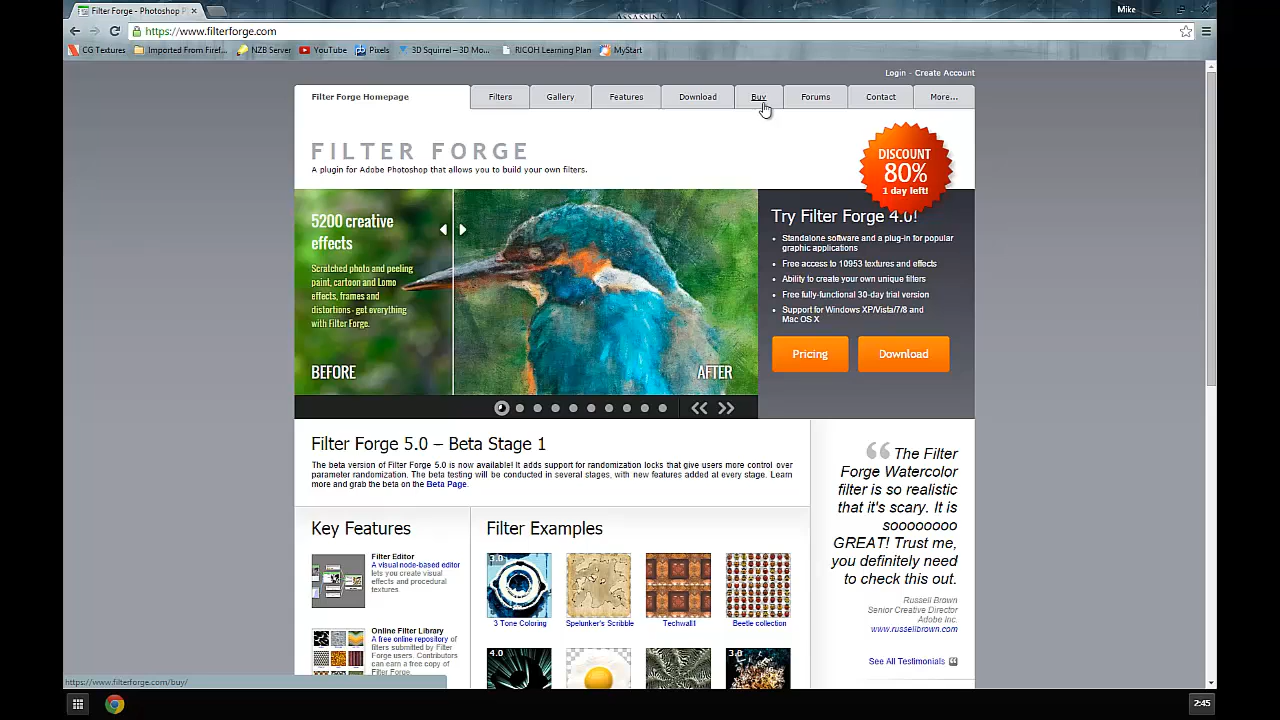 Filter Forge - Photoshop P
Mike
https://www.filterforge.com
CG Textures
Imported From Firef...
NZB Server
YouTube
Pixels
3D Squirrel – 3D Mo...
RICOH Learning Plan
MyStart
Login - Create Account
Filter Forge Homepage
Filters
Gallery
Features
Download
Buy
Forums
Contact
More...
FILTER FORGE
A plugin for Adobe Photoshop that allows you to build your own filters.
DISCOUNT
80%
1 day left!
5200 creative
effects
Scratched photo and peeling
paint, cartoon and Lomo
effects, frames and
distortions - get everything
with Filter Forge.
BEFORE
AFTER
Try Filter Forge 4.0!
Standalone software and a plug-in for popular
graphic applications
Free access to 10953 textures and effects
Ability to create your own unique filters
Free fully-functional 30-day trial version
Support for Windows XP/Vista/7/8 and
Mac OS X
Pricing
Download
Filter Forge 5.0 – Beta Stage 1
The beta version of Filter Forge 5.0 is now available! It adds support for randomization locks that give users more control over
parameter randomization. The beta testing will be conducted in several stages, with new features added at every stage. Learn
more and grab the beta on the Beta Page.
Key Features
Filter Editor
A visual node-based editor
lets you create visual
effects and procedural
textures
Online Filter Library
A free online repository of
filters submitted by Filter
Forge users. Contributors
can earn a free copy of
Filter Forge.
Filter Examples
3.0
3 Tone Coloring
Spelunker's Scribble
Techwall1
Beetle collection
4.0
3.0
The Filter
Forge Watercolor
filter is so realistic
that it's scary. It is
soooooooo
GREAT! Trust me,
you definitely need
to check this out.
Russell Brown
Senior Creative Director
Adobe Inc.
www.russellbrown.com
See All Testimonials
https://www.filterforge.com/buy/
2:45